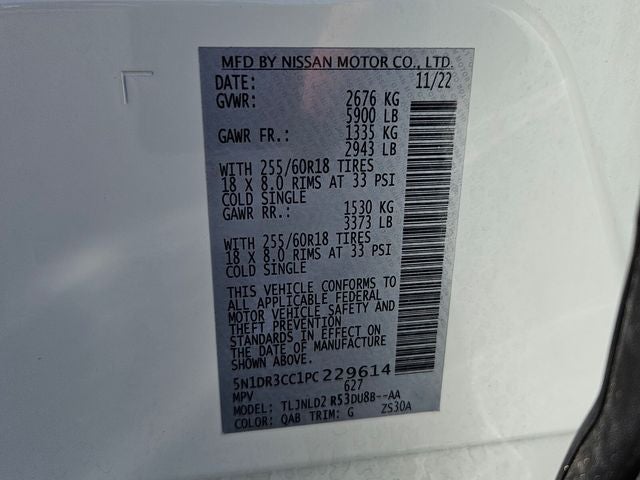 MFD BY NISSAN MOTOR CO., LTD.
DATE: 11/22
GVWR: 2676 KG
5900 LB
GAWR FR.: 1335 KG
2943 LB
WITH 255/60R18 TIRES
18 X 8.0 RIMS AT 33 PSI
COLD SINGLE
GAWR RR.: 1530 KG
3373 LB
WITH 255/60R18 TIRES
18 X 8.0 RIMS AT 33 PSI
COLD SINGLE
THIS VEHICLE CONFORMS TO
ALL APPLICABLE FEDERAL
MOTOR VEHICLE SAFETY AND
THEFT PREVENTION
STANDARDS IN EFFECT ON
THE DATE OF MANUFACTURE
SHOWN ABOVE.
5N1DR3CC1PC229614
MPV 627
MODEL: TLJNLD2 R53DU8B--AA
COLOR: QAB TRIM: G ZS30A